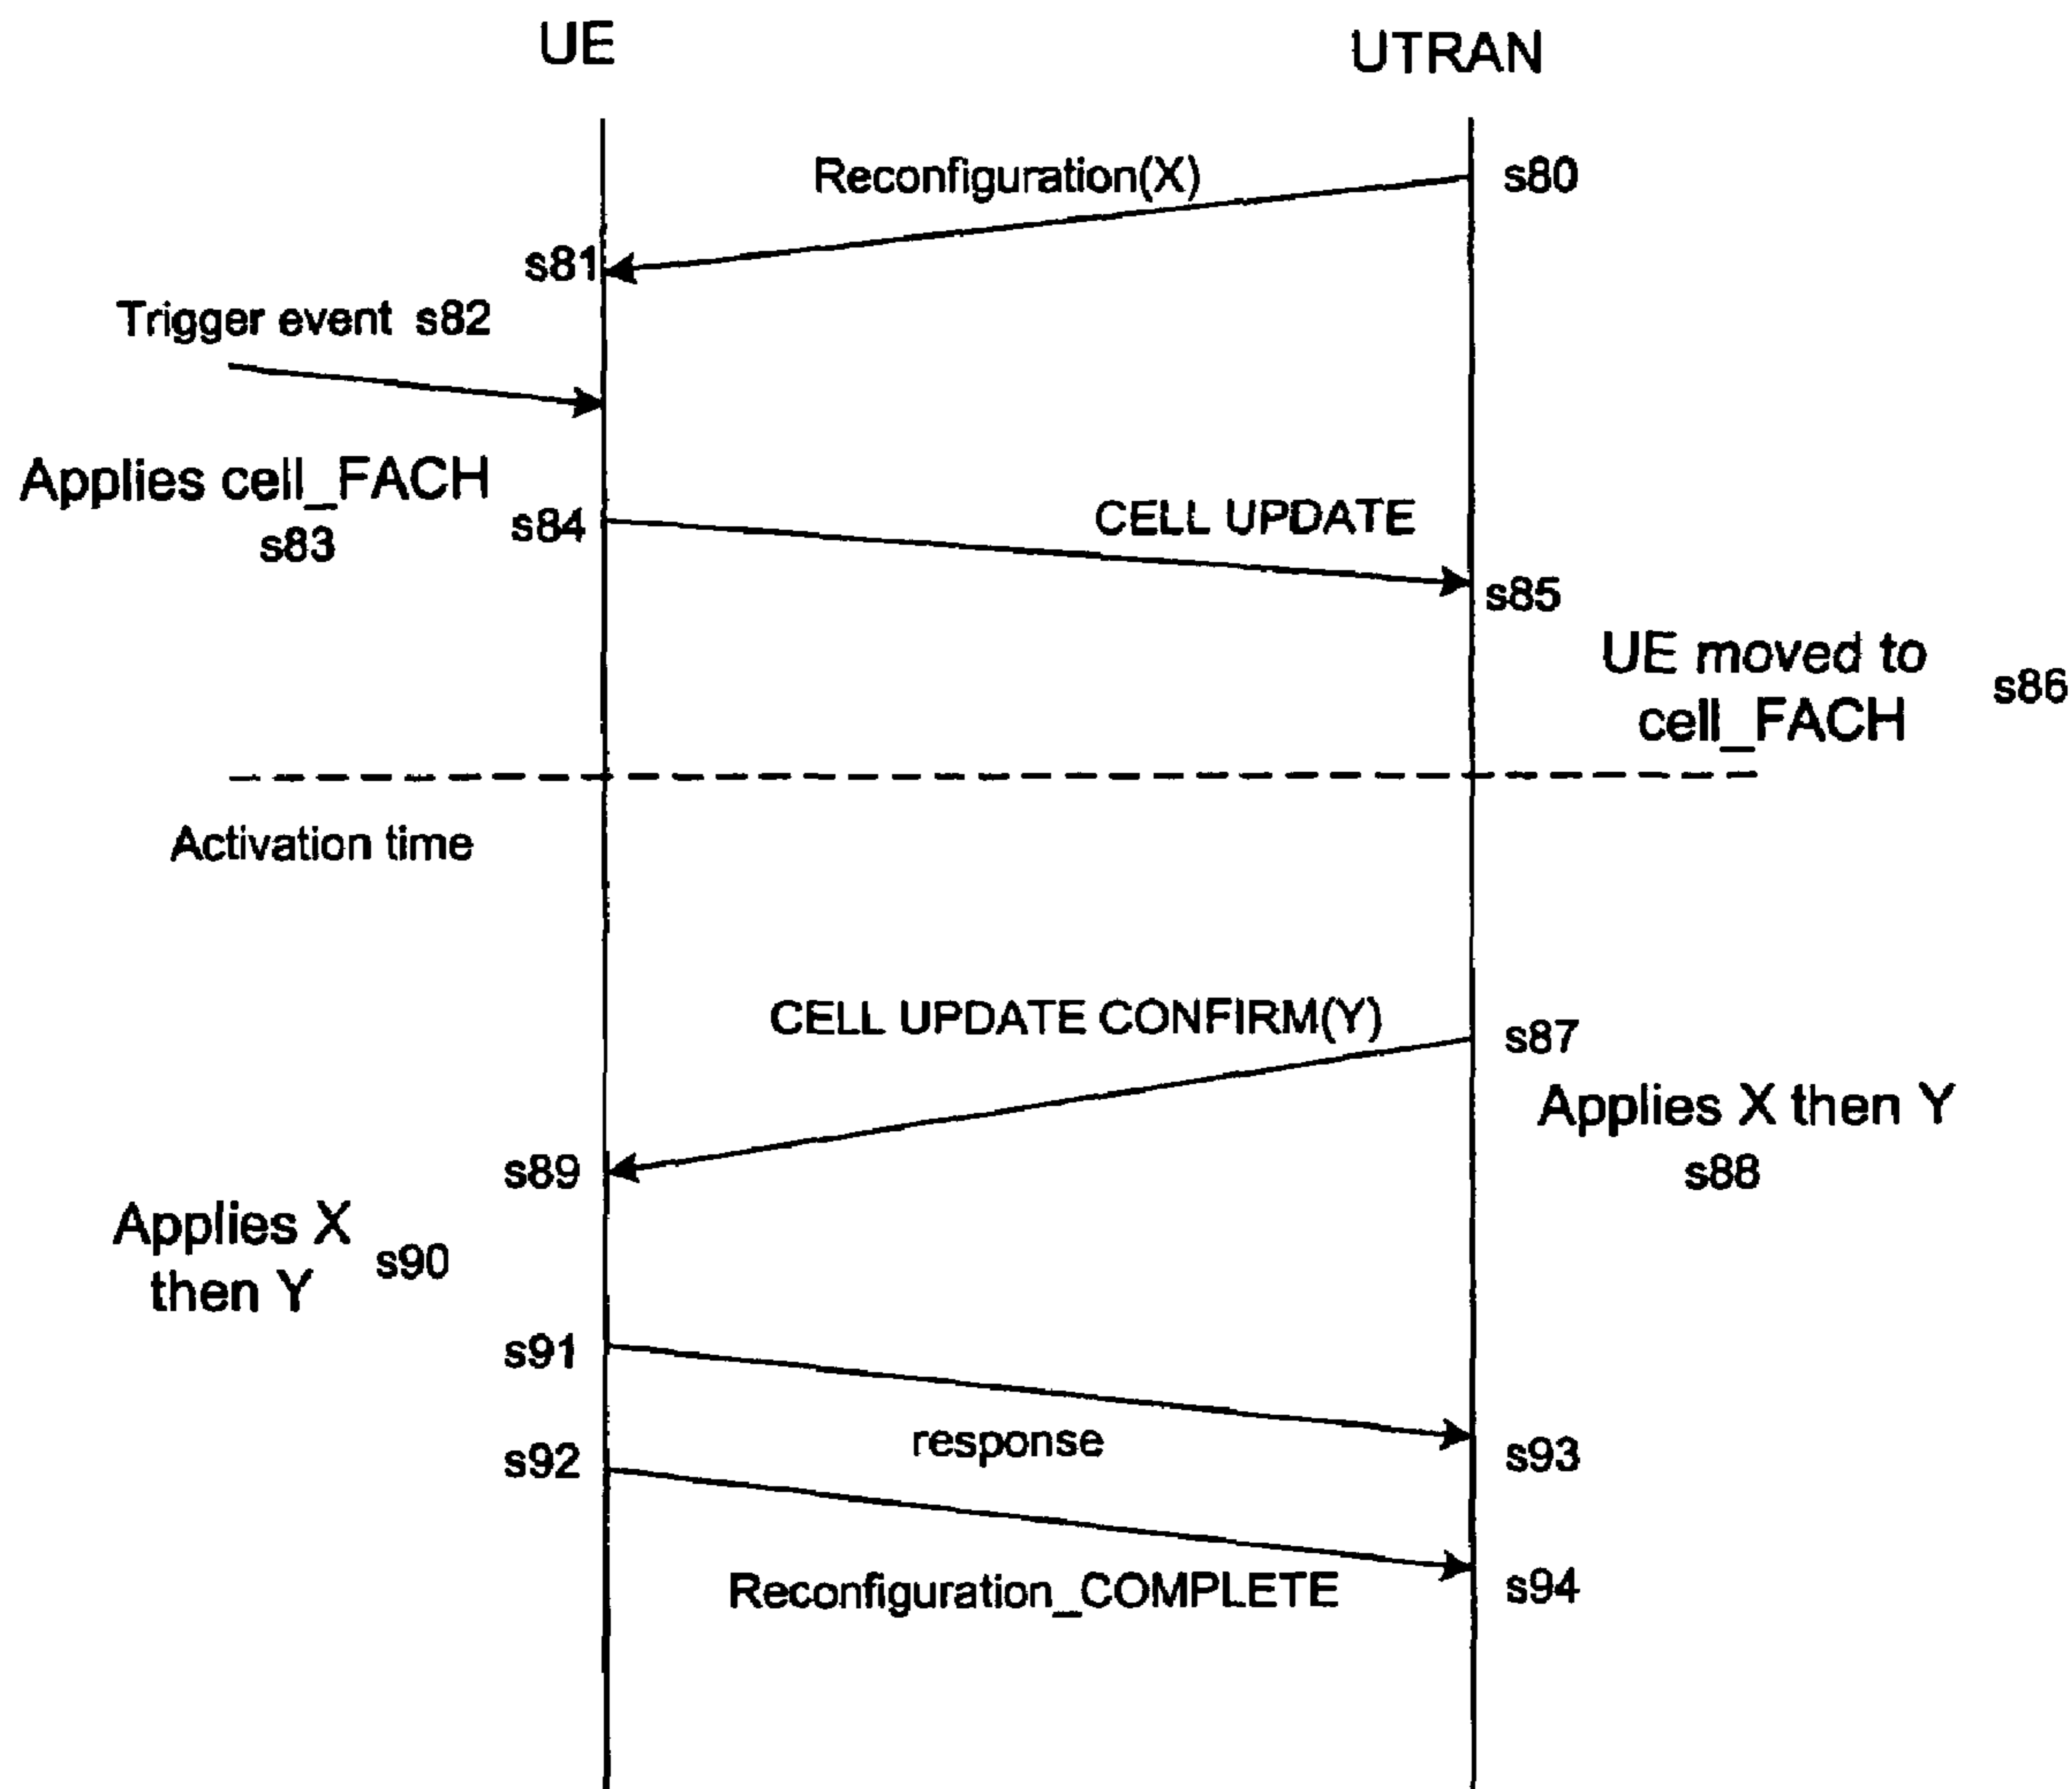 UE
UTRAN
Reconfiguration(X)
s80
s81
Trigger event s82
Applies cell_FACH
s83
s84
CELL UPDATE
s85
UE moved to
cell_FACH
s86
Activation time
CELL UPDATE CONFIRM(Y)
s87
Applies X then Y
s88
s89
Applies X
then Y
s90
s91
response
s93
s92
Reconfiguration_COMPLETE
s94